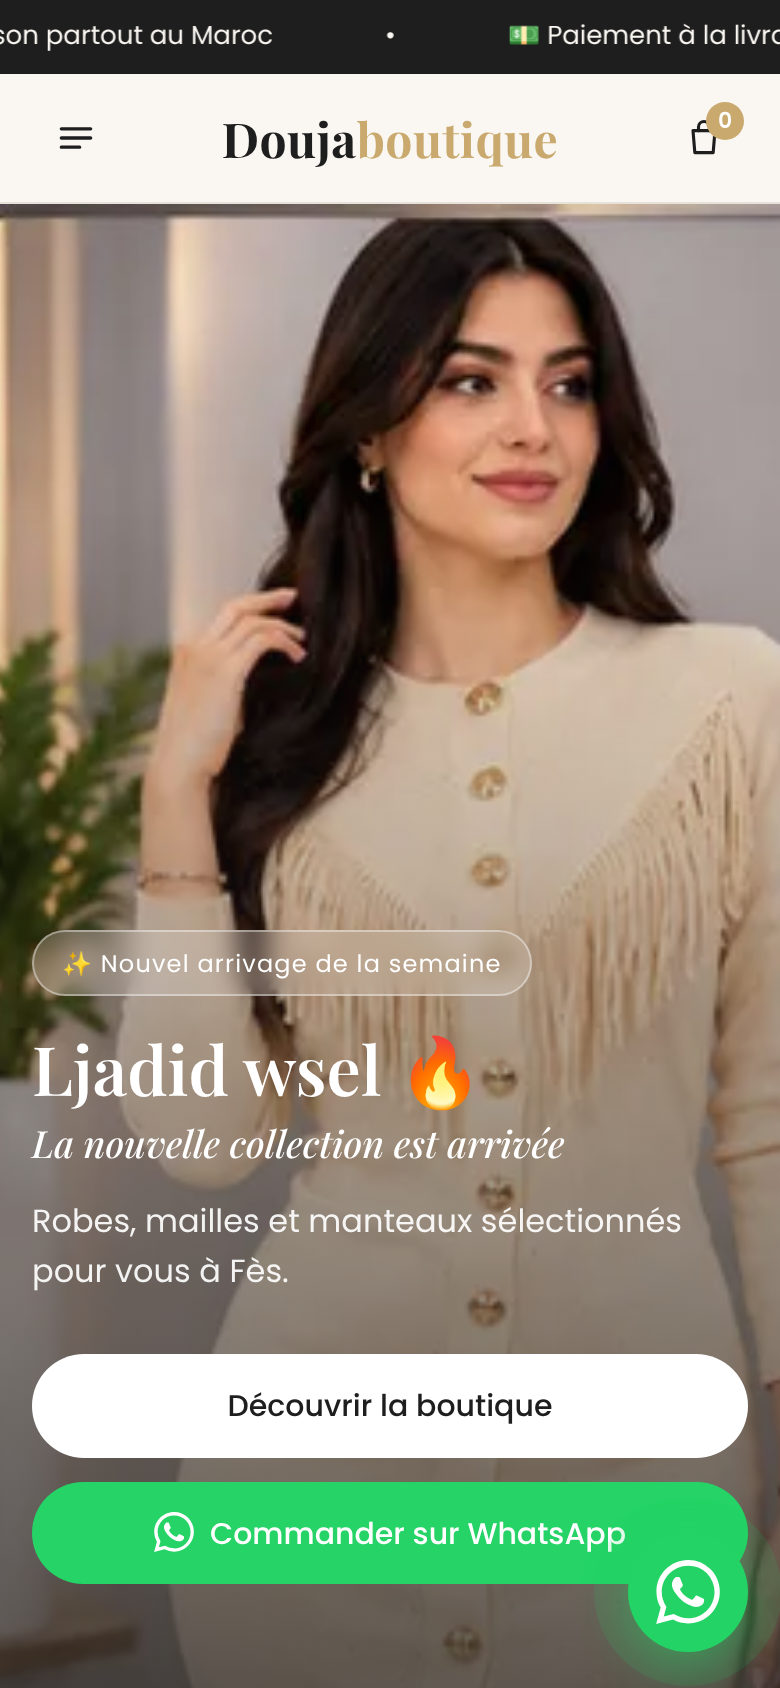 son partout au Maroc • 💵 Paiement à la livra
Doujaboutique
0
✨ Nouvel arrivage de la semaine
Ljadid wsel 🔥
La nouvelle collection est arrivée
Robes, mailles et manteaux sélectionnés
pour vous à Fès.
Découvrir la boutique
Commander sur WhatsApp